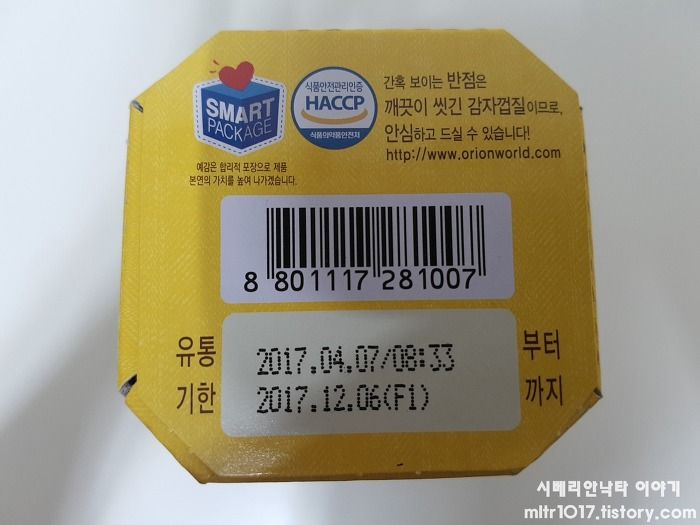 SMART
PACKAGE
예감은 합리적 포장으로 제품
본연의 가치를 높여 나가겠습니다.
식품안전관리인증
HACCP
식품의약품안전처
간혹 보이는 반점은
깨끗이 씻긴 감자껍질이므로,
안심하고 드실 수 있습니다!
http://www.orionworld.com
8 801117 281007
유통 2017.04.07/08:33 부터
기한 2017.12.06(F1) 까지
시베리안낙타 이야기
mltr1017.tistory.com